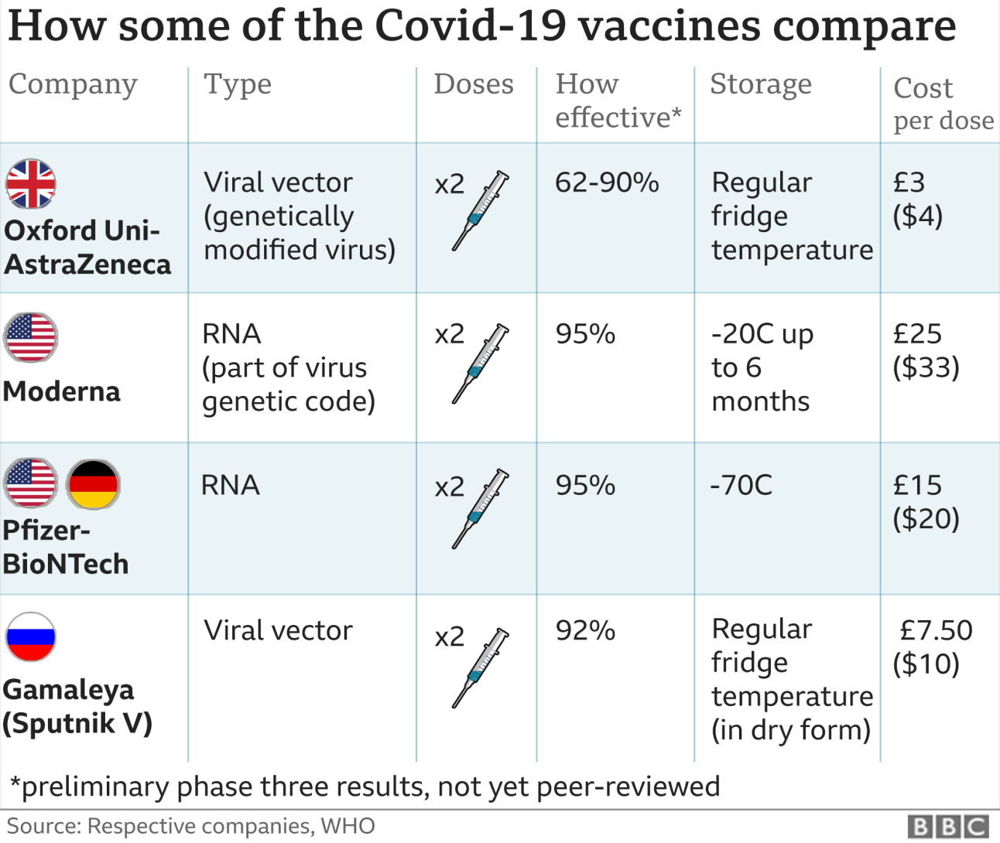 How some of the Covid-19 vaccines compare
Company Type Doses How effective* Storage Cost per dose
Oxford Uni-
AstraZeneca
Viral vector
(genetically
modified virus)
x2
62-90%
Regular
fridge
temperature
£3
($4)
Moderna
RNA
(part of virus
genetic code)
x2
95%
-20C up
to 6
months
£25
($33)
Pfizer-
BioNTech
RNA
x2
95%
-70C
£15
($20)
Gamaleya
(Sputnik V)
Viral vector
x2
92%
Regular
fridge
temperature
(in dry form)
£7.50
($10)
*preliminary phase three results, not yet peer-reviewed
Source: Respective companies, WHO
BBC